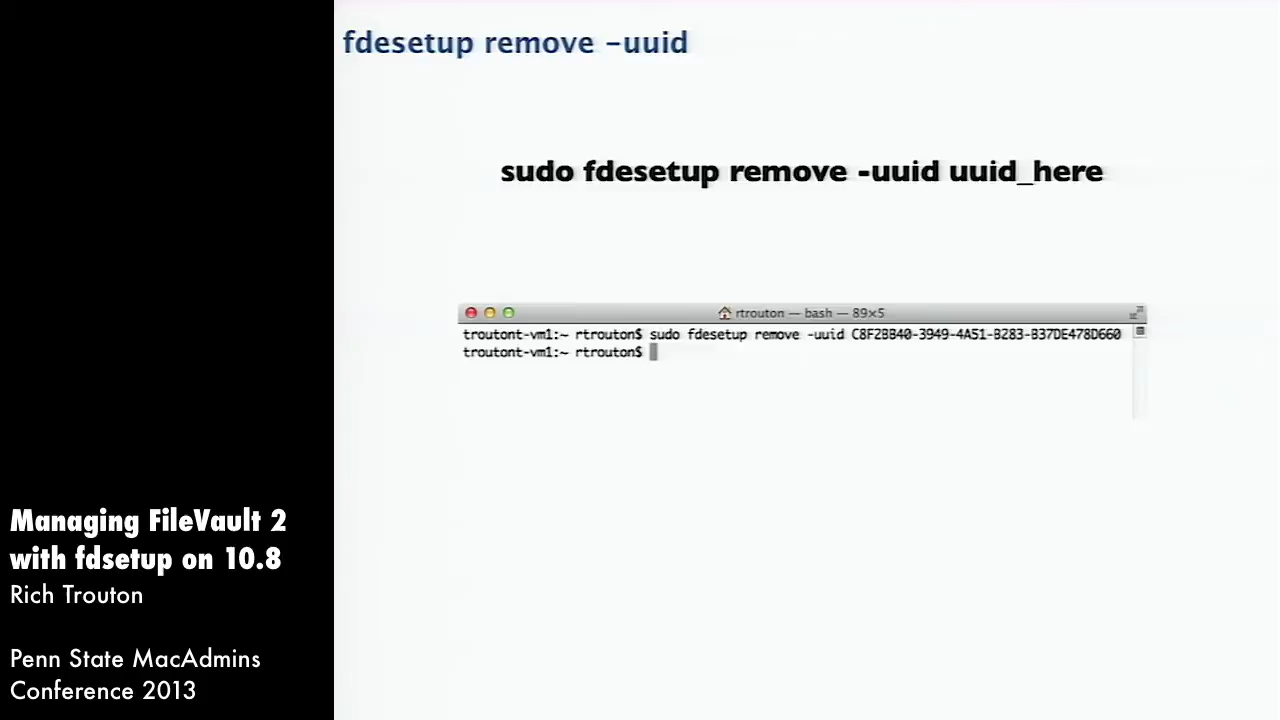 fdesetup remove -uuid
sudo fdesetup remove -uuid uuid_here
rtrouton — bash — 89×5
troutont-vm1:~ rtrouton$ sudo fdesetup remove -uuid C8F2BB40-3949-4A51-B283-B37DE478D660
troutont-vm1:~ rtrouton$
Managing FileVault 2
with fdsetup on 10.8
Rich Trouton
Penn State MacAdmins
Conference 2013